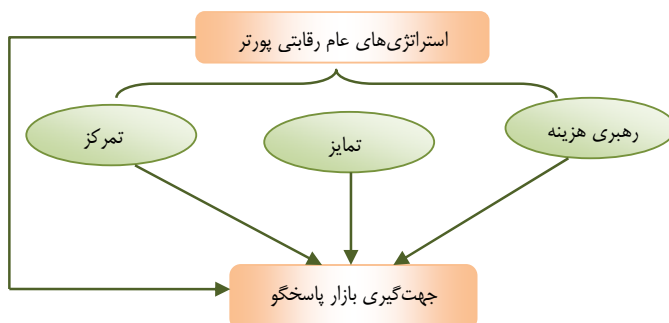 استراتژی‌های عام رقابتی پورتر
رهبری هزینه
تمایز
تمرکز
جهت‌گیری بازار پاسخگو